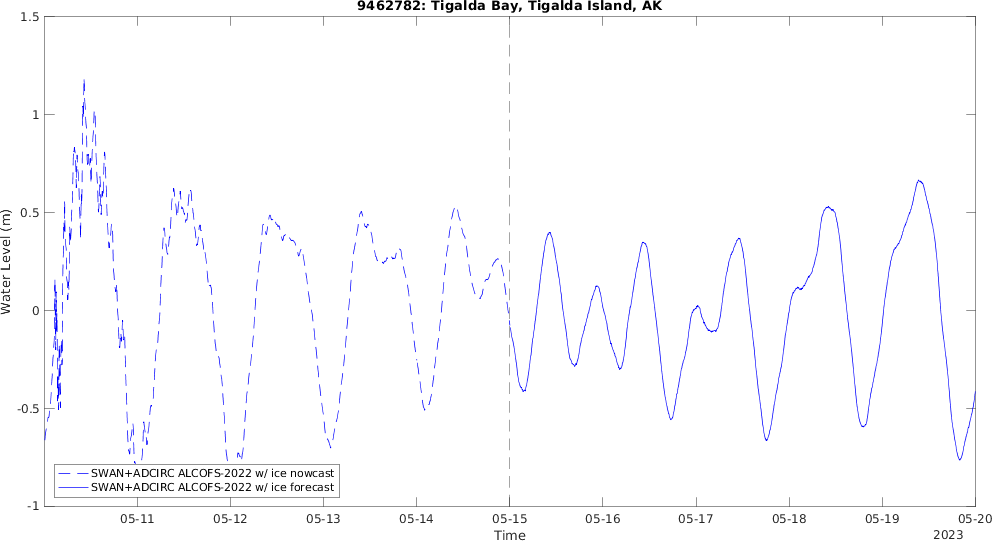 9462782: Tigalda Bay, Tigalda Island, AK
1.5
1
0.5
0
-0.5
-1
Water Level (m)
SWAN+ADCIRC ALCOFS-2022 w/ ice nowcast
SWAN+ADCIRC ALCOFS-2022 w/ ice forecast
05-11 05-12 05-13 05-14 05-15 05-16 05-17 05-18 05-19 05-20
Time
2023